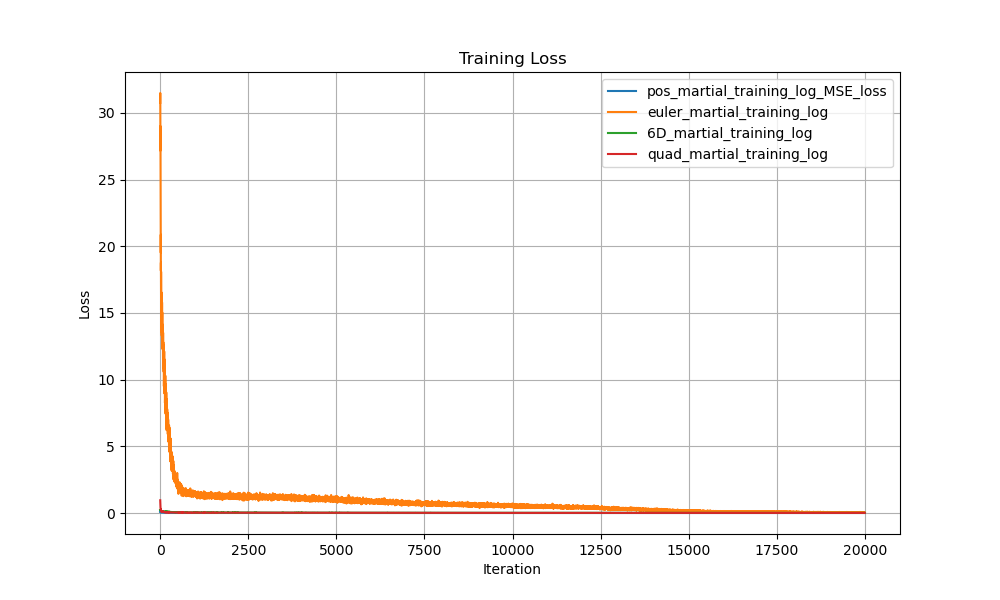 Training Loss
pos_martial_training_log_MSE_loss
euler_martial_training_log
6D_martial_training_log
quad_martial_training_log
30
25
20
15
10
5
0
Loss
0 2500 5000 7500 10000 12500 15000 17500 20000
Iteration